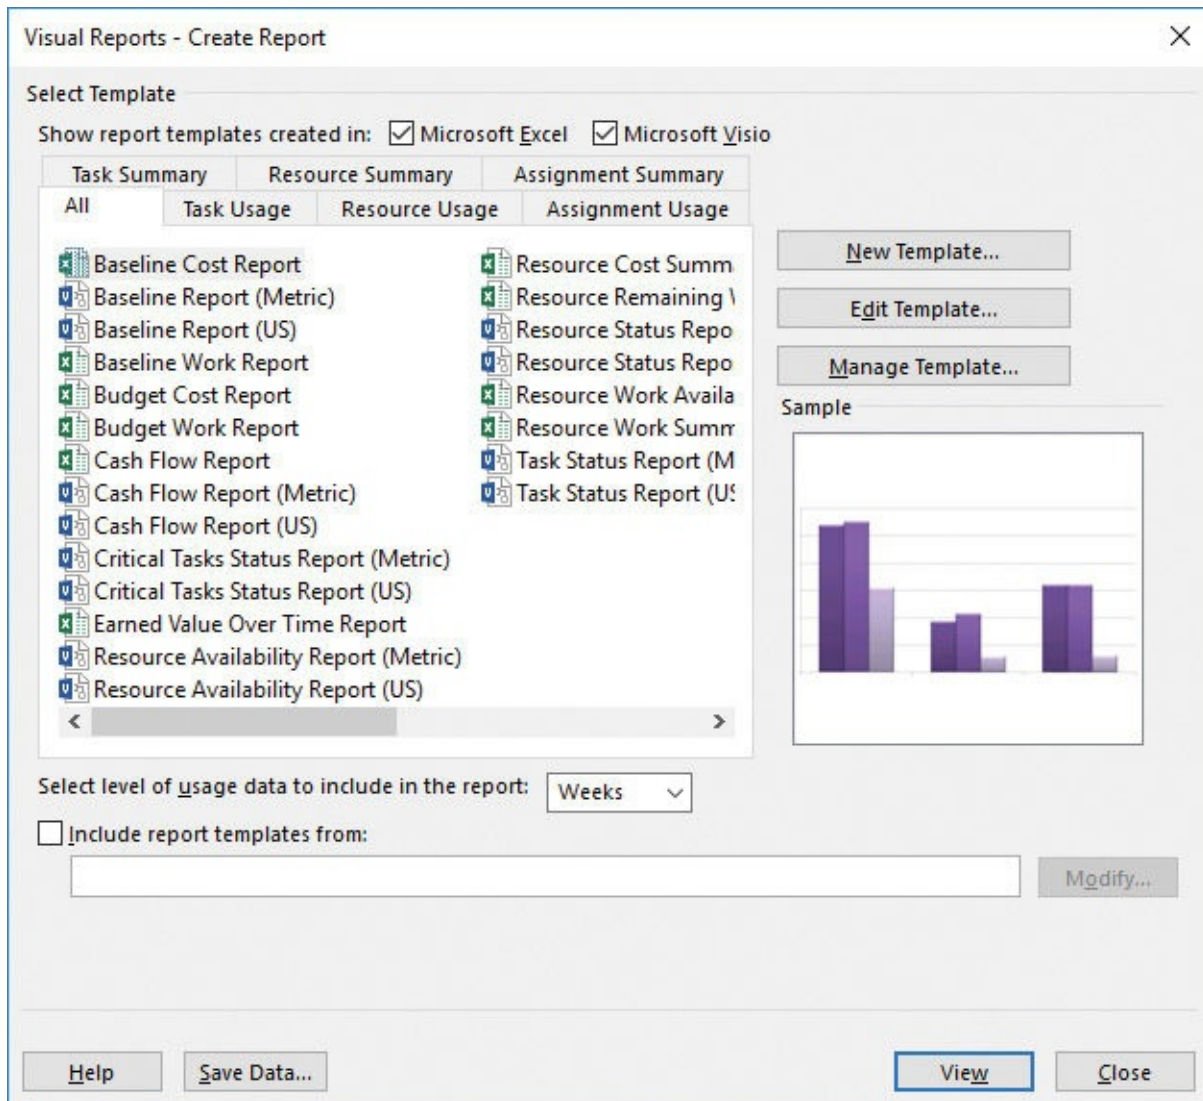 Visual Reports - Create Report
Select Template
Show report templates created in: Microsoft Excel Microsoft Visio
Task Summary Resource Summary Assignment Summary
All Task Usage Resource Usage Assignment Usage
Baseline Cost Report
Baseline Report (Metric)
Baseline Report (US)
Baseline Work Report
Budget Cost Report
Budget Work Report
Cash Flow Report
Cash Flow Report (Metric)
Cash Flow Report (US)
Critical Tasks Status Report (Metric)
Critical Tasks Status Report (US)
Earned Value Over Time Report
Resource Availability Report (Metric)
Resource Availability Report (US)
Resource Cost Summ
Resource Remaining
Resource Status Repo
Resource Status Repo
Resource Work Availa
Resource Work Summ
Task Status Report (M
Task Status Report (US
New Template...
Edit Template...
Manage Template...
Sample
Select level of usage data to include in the report: Weeks
Include report templates from:
Modify...
Help Save Data... View Close